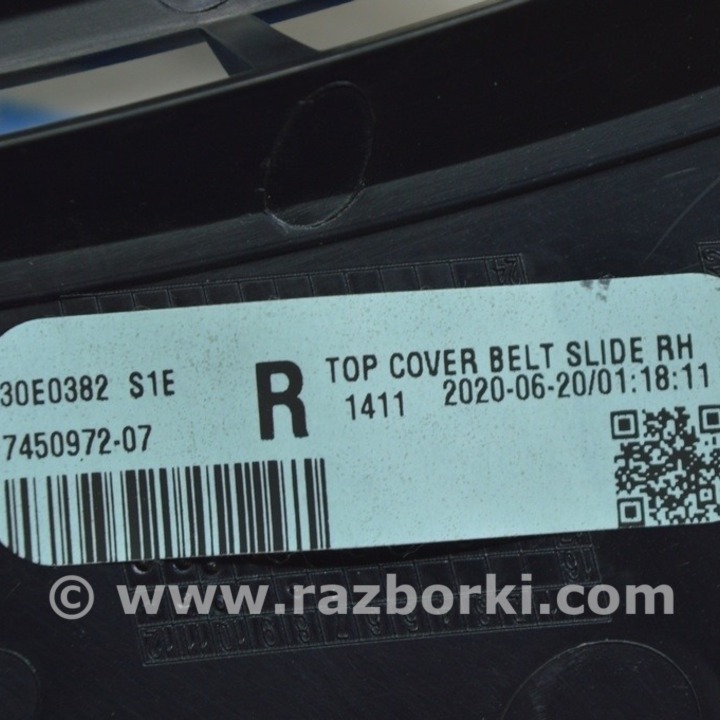 30E0382 S1E
7450972-07
R
TOP COVER BELT SLIDE RH
1411 2020-06-20/01:18:11
© www.razborki.com